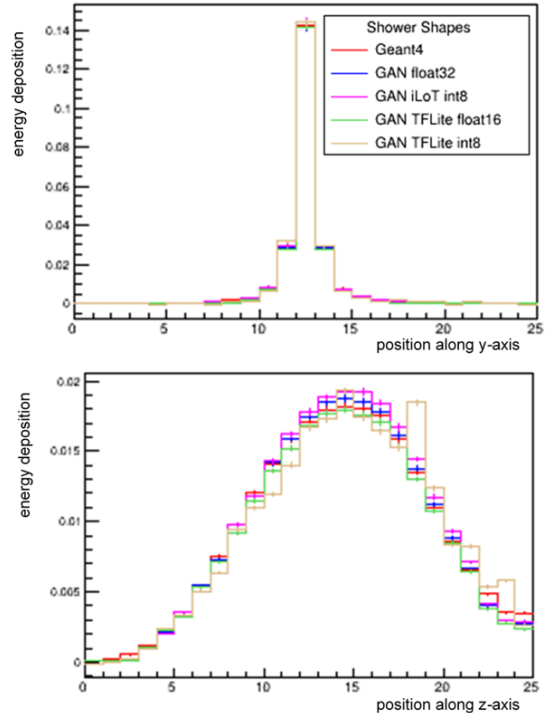 energy deposition
0.14
0.12
0.1
0.08
0.06
0.04
0.02
0
Shower Shapes
Geant4
GAN float32
GAN iLoT int8
GAN TFLite float16
GAN TFLite int8
0 5 10 15 20 25
position along y-axis
energy deposition
0.02
0.015
0.01
0.005
0
0 5 10 15 20 25
position along z-axis